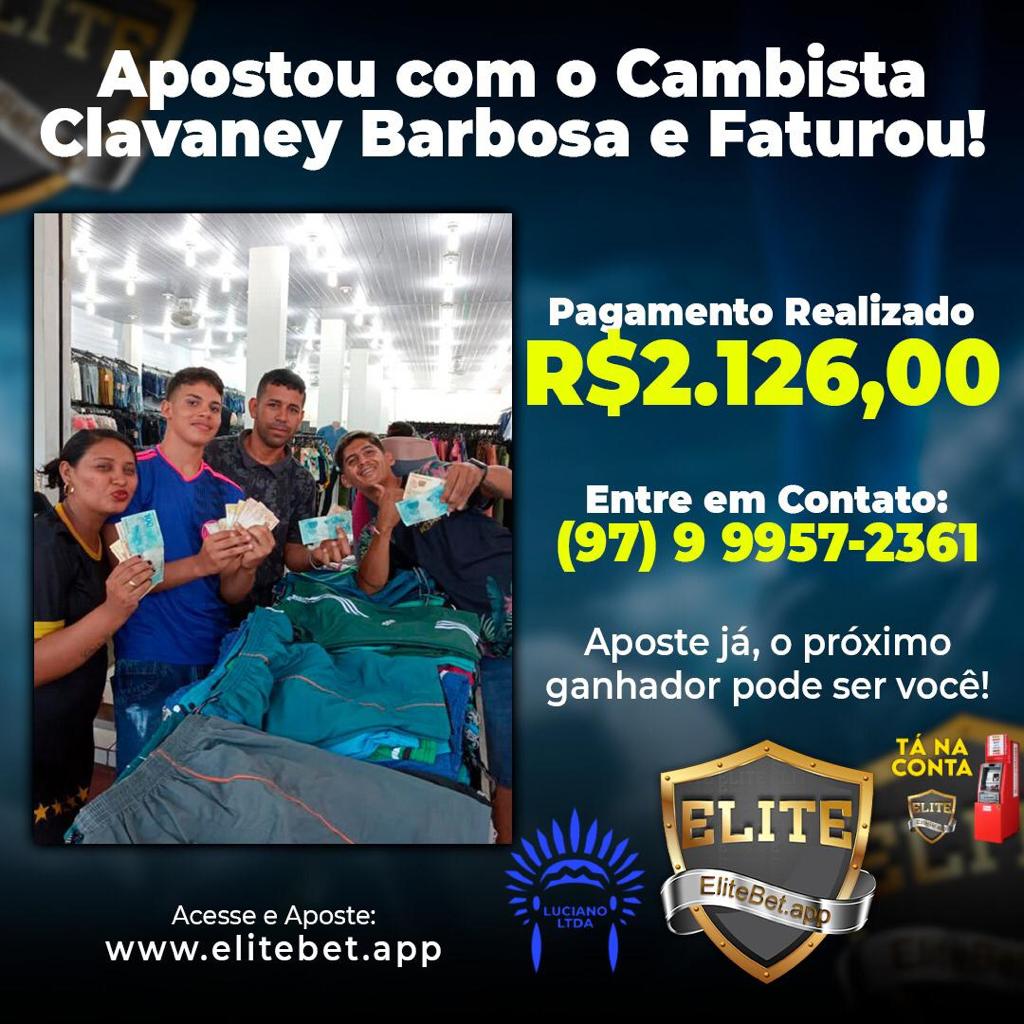 Apostou com o Cambista
Clavaney Barbosa e Faturou!
Pagamento Realizado
R$2.126,00
Entre em Contato:
(97) 9 9957-2361
Aposte já, o próximo
ganhador pode ser você!
TÁ NA
CONTA
ELITE
ELITE
EliteBet.app
LUCIANO
LTDA
Acesse e Aposte:
www.elitebet.app